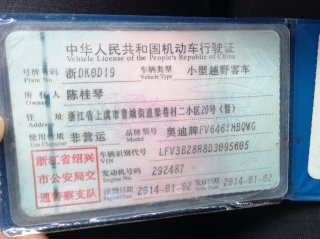 中华人民共和国机动车行驶证
Vehicle License of the People's Republic of China
号牌号码 浙DK0D19 车辆类型 小型越野客车
Plate No. Vehicle Type
所有人 陈桂琴
Owner
住址 浙江省上虞市曹娥街道梁巷村二小区20号(暂)
Address
使用性质 非营运 品牌型号 奥迪牌FV6461HBQWG
Use Character Model
浙江省绍兴 车辆识别代号 LFV3B28R8D3095605
VIN
市公安局交 发动机号码 292487
Engine No.
通警察支队 注册日期 2014-01-02 发证日期 2014-01-02
Register Date Issue Date